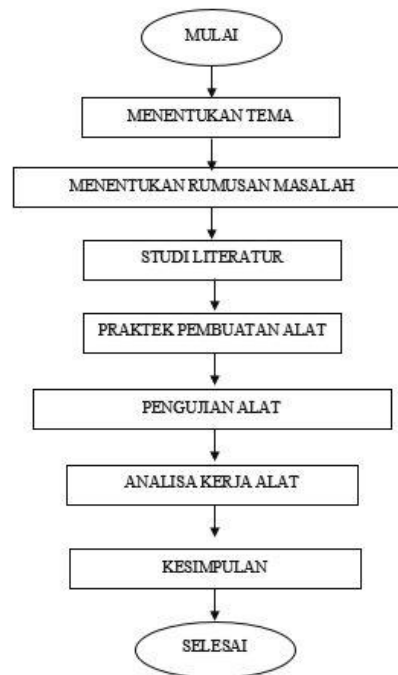 MULAI
MENENTUKAN TEMA
MENENTUKAN RUMUSAN MASALAH
STUDI LITERATUR
PRAKTEK PEMBUATAN ALAT
PENGUJIAN ALAT
ANALISA KERJA ALAT
KESIMPULAN
SELESAI